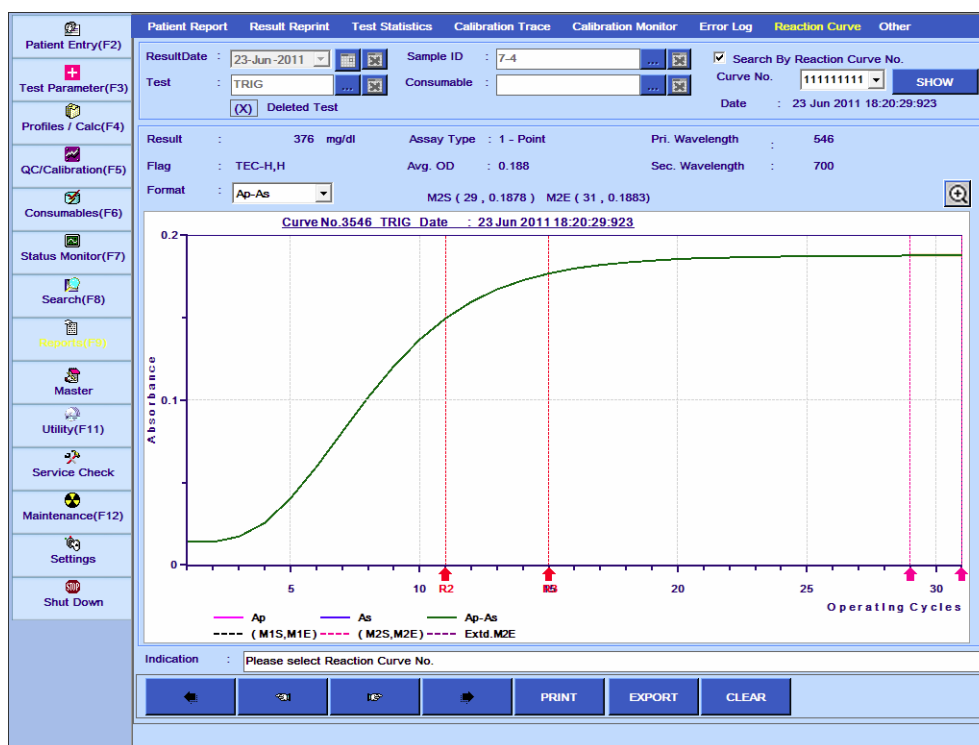 Patient Report Result Reprint Test Statistics Calibration Trace Calibration Monitor Error Log Reaction Curve Other
Patient Entry(F2)
Test Parameter(F3)
Profiles / Calc(F4)
QC/Calibration(F5)
Consumables(F6)
Status Monitor(F7)
Search(F8)
Reports(F9)
Master
Utility(F11)
Service Check
Maintenance(F12)
Settings
STOP
Shut Down
ResultDate : 23-Jun-2011 Sample ID : 7-4 ... Search By Reaction Curve No.
Test : TRIG ... Consumable : ... Curve No. 111111111 SHOW
(X) Deleted Test Date : 23 Jun 2011 18:20:29:923
Result : 376 mg/dl Assay Type : 1 - Point Pri. Wavelength : 546
Flag : TEC-H,H Avg. OD : 0.188 Sec. Wavelength : 700
Format : Ap-As M2S ( 29 , 0.1878 ) M2E ( 31 , 0.1883)
Curve No.3546 TRIG Date : 23 Jun 2011 18:20:29:923
0.2
0.1
0
Absorbance
5 10 20 25 30
R2
Operating Cycles
Ap As Ap-As
( M1S,M1E) ( M2S,M2E) Extd.M2E
Indication : Please select Reaction Curve No.
PRINT EXPORT CLEAR